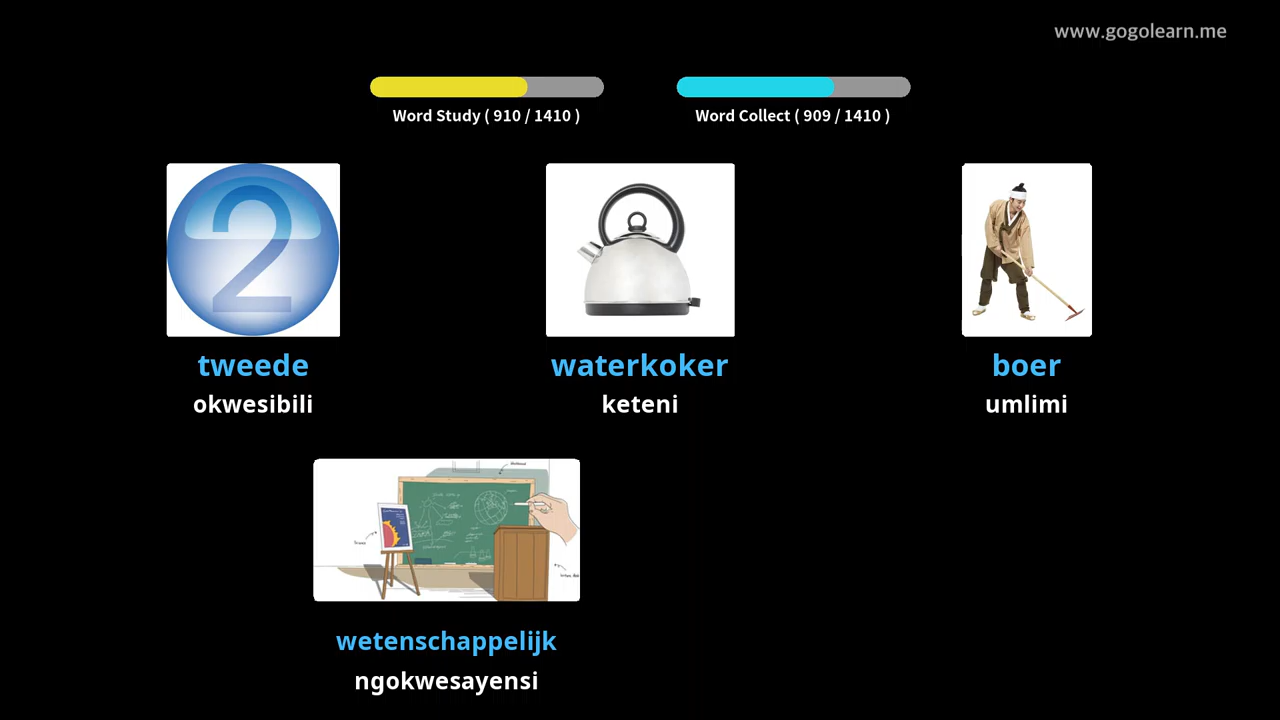 www.gogolearn.me
Word Study ( 910 / 1410 )
Word Collect ( 909 / 1410 )
2
tweede
okwesibili
waterkoker
keteni
boer
umlimi
wetenschappelijk
ngokwesayensi